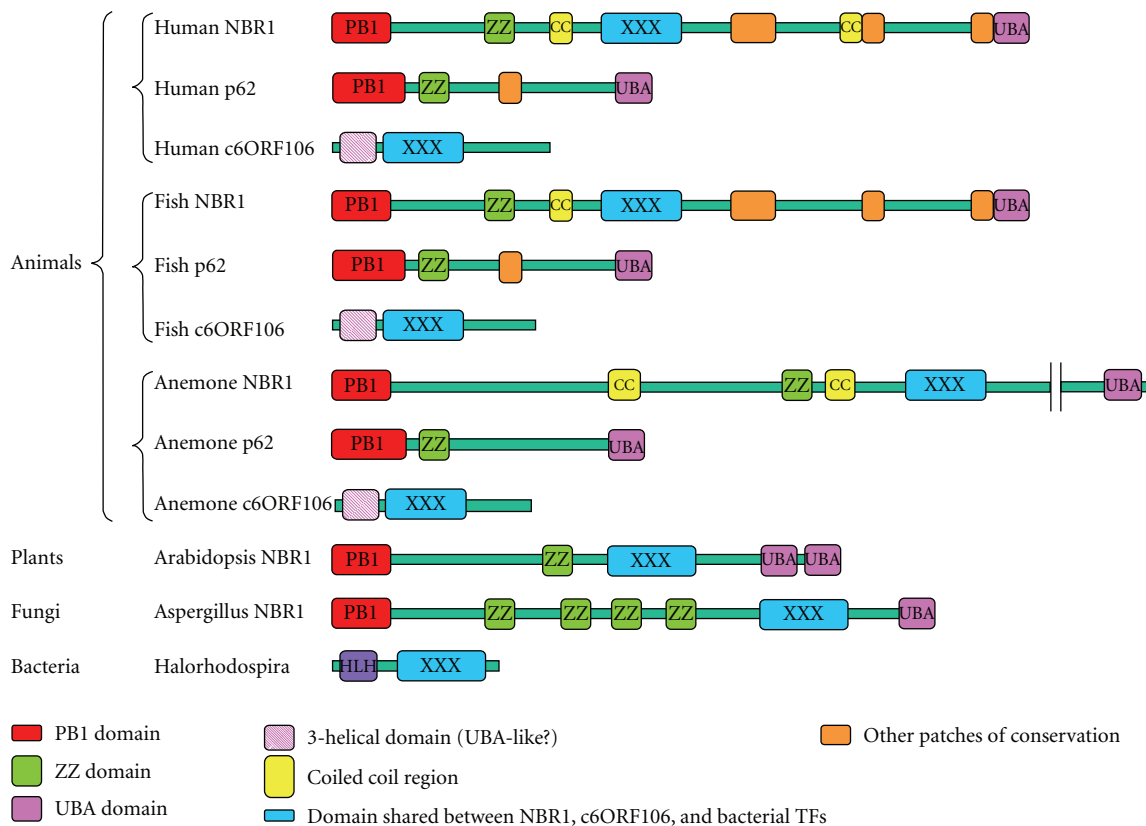 Human NBR1 PB1 ZZ CC XXX CC UBA
Human p62 PB1 ZZ UBA
Human c6ORF106 XXX
Fish NBR1 PB1 ZZ CC XXX UBA
Animals
Fish p62 PB1 ZZ UBA
Fish c6ORF106 XXX
Anemone NBR1 PB1 CC ZZ CC XXX UBA
Anemone p62 PB1 ZZ UBA
Anemone c6ORF106 XXX
Plants Arabidopsis NBR1 PB1 ZZ XXX UBA UBA
Fungi Aspergillus NBR1 PB1 ZZ ZZ ZZ ZZ XXX UBA
Bacteria Halorhodospira HLH XXX
PB1 domain
ZZ domain
UBA domain
3-helical domain (UBA-like?)
Coiled coil region
Domain shared between NBR1, c6ORF106, and bacterial TFs
Other patches of conservation